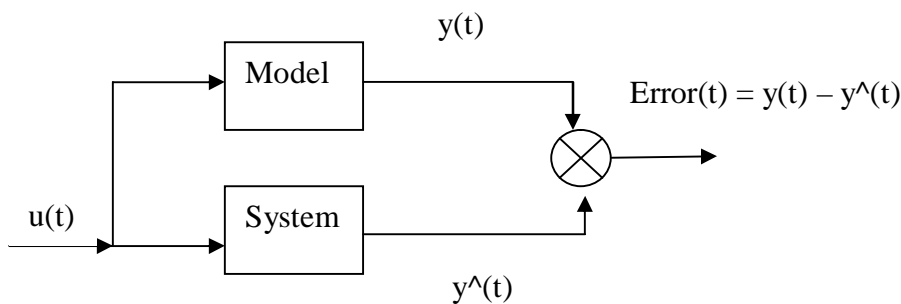 y(t)
Model
Error(t) = y(t) – y^(t)
System
u(t)
y^(t)